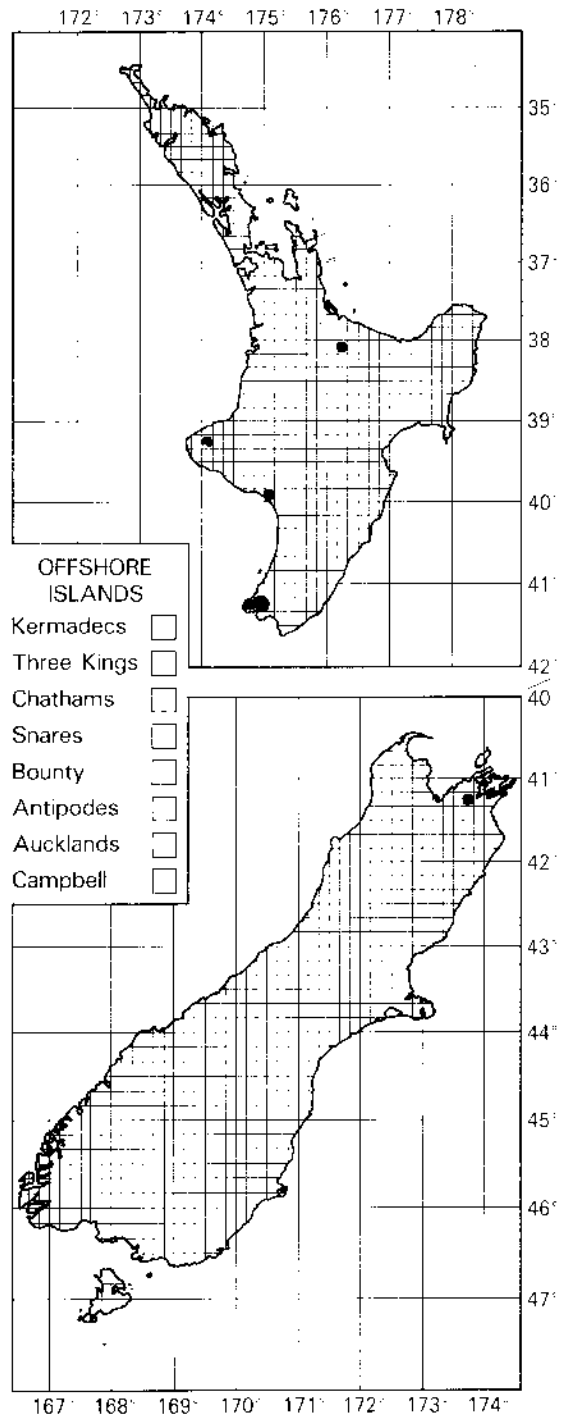 172° 173° 174° 175° 176° 177° 178°
35°
36°
37°
38°
39°
40°
41°
42°
OFFSHORE
ISLANDS
Kermadecs
Three Kings
Chathams
Snares
Bounty
Antipodes
Aucklands
Campbell
40
41°
42°
43°
44°
45°
46°
47°
167° 168° 169° 170° 171° 172° 173° 174°